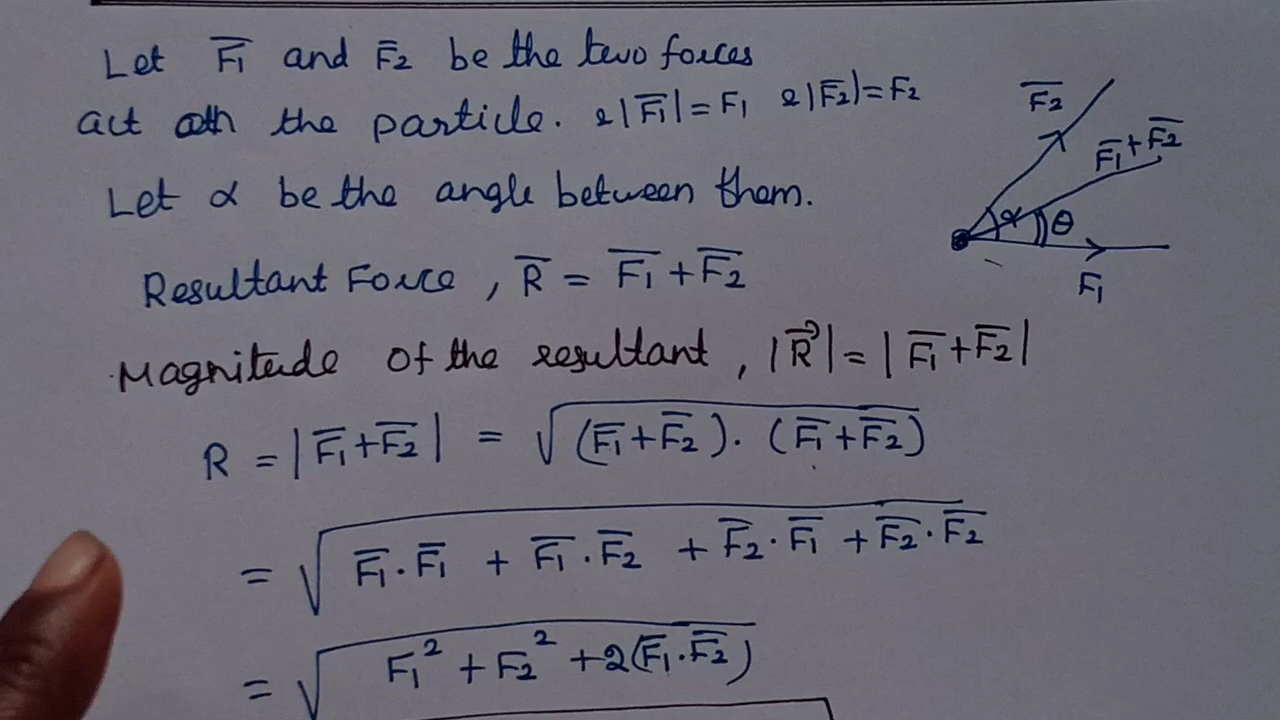 Let F̅₁ and F̅₂ be the two forces
act on the particle. & |F̅₁| = F₁ & |F̅₂| = F₂
Let α be the angle between them.
Resultant Force, R̅ = F̅₁ + F̅₂
Magnitude of the resultant, |R⃗| = |F̅₁ + F̅₂|
R = |F̅₁ + F̅₂| = √(F̅₁ + F̅₂) . (F̅₁ + F̅₂)
= √F̅₁ . F̅₁ + F̅₁ . F̅₂ + F̅₂ . F̅₁ + F̅₂ . F̅₂
= √F₁² + F₂² + 2(F̅₁ . F̅₂)
F̅₂
F̅₁ + F̅₂
α θ
F₁